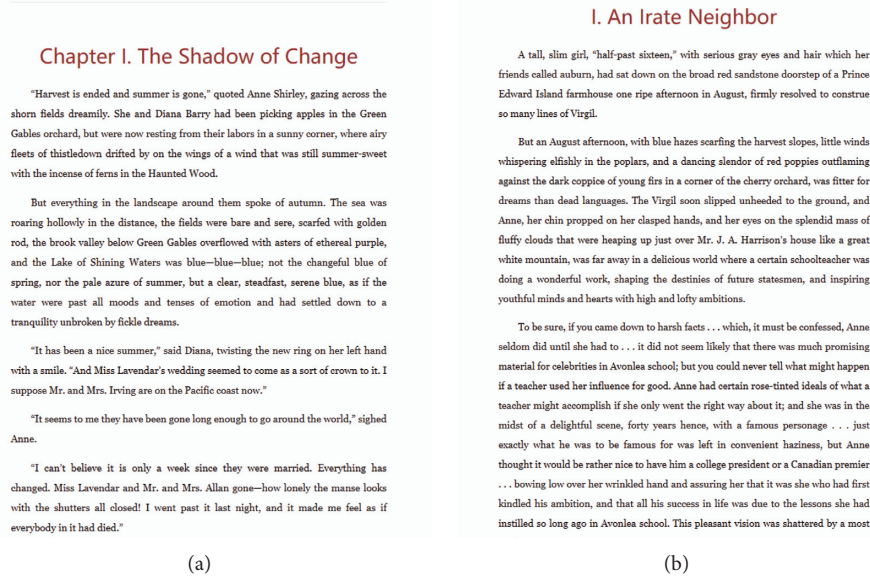 Chapter I. The Shadow of Change
“Harvest is ended and summer is gone,” quoted Anne Shirley, gazing across the
shorn fields dreamily. She and Diana Barry had been picking apples in the Green
Gables orchard, but were now resting from their labors in a sunny corner, where airy
fleets of thistledown drifted by on the wings of a wind that was still summer-sweet
with the incense of ferns in the Haunted Wood.
But everything in the landscape around them spoke of autumn. The sea was
roaring hollowly in the distance, the fields were bare and sere, scarfed with golden
rod, the brook valley below Green Gables overflowed with asters of ethereal purple,
and the Lake of Shining Waters was blue—blue—blue; not the changeful blue of
spring, nor the pale azure of summer, but a clear, steadfast, serene blue, as if the
water were past all moods and tenses of emotion and had settled down to a
tranquility unbroken by fickle dreams.
“It has been a nice summer,” said Diana, twisting the new ring on her left hand
with a smile. “And Miss Lavendar's wedding seemed to come as a sort of crown to it. I
suppose Mr. and Mrs. Irving are on the Pacific coast now.”
“It seems to me they have been gone long enough to go around the world,” sighed
Anne.
“I can't believe it is only a week since they were married. Everything has
changed. Miss Lavendar and Mr. and Mrs. Allan gone—how lonely the manse looks
with the shutters all closed! I went past it last night, and it made me feel as if
everybody in it had died.”
(a)
I. An Irate Neighbor
A tall, slim girl, “half-past sixteen,” with serious gray eyes and hair which her
friends called auburn, had sat down on the broad red sandstone doorstep of a Prince
Edward Island farmhouse one ripe afternoon in August, firmly resolved to construe
so many lines of Virgil.
But an August afternoon, with blue hazes scarfing the harvest slopes, little winds
whispering elfishly in the poplars, and a dancing slendor of red poppies outflaming
against the dark coppice of young firs in a corner of the cherry orchard, was fitter for
dreams than dead languages. The Virgil soon slipped unheeded to the ground, and
Anne, her chin propped on her clasped hands, and her eyes on the splendid mass of
fluffy clouds that were heaping up just over Mr. J. A. Harrison's house like a great
white mountain, was far away in a delicious world where a certain schoolteacher was
doing a wonderful work, shaping the destinies of future statesmen, and inspiring
youthful minds and hearts with high and lofty ambitions.
To be sure, if you came down to harsh facts . . . which, it must be confessed, Anne
seldom did until she had to . . . it did not seem likely that there was much promising
material for celebrities in Avonlea school; but you could never tell what might happen
if a teacher used her influence for good. Anne had certain rose-tinted ideals of what a
teacher might accomplish if she only went the right way about it; and she was in the
midst of a delightful scene, forty years hence, with a famous personage . . . just
exactly what he was to be famous for was left in convenient haziness, but Anne
thought it would be rather nice to have him a college president or a Canadian premier
. . . bowing low over her wrinkled hand and assuring her that it was she who had first
kindled his ambition, and that all his success in life was due to the lessons she had
instilled so long ago in Avonlea school. This pleasant vision was shattered by a most
(b)